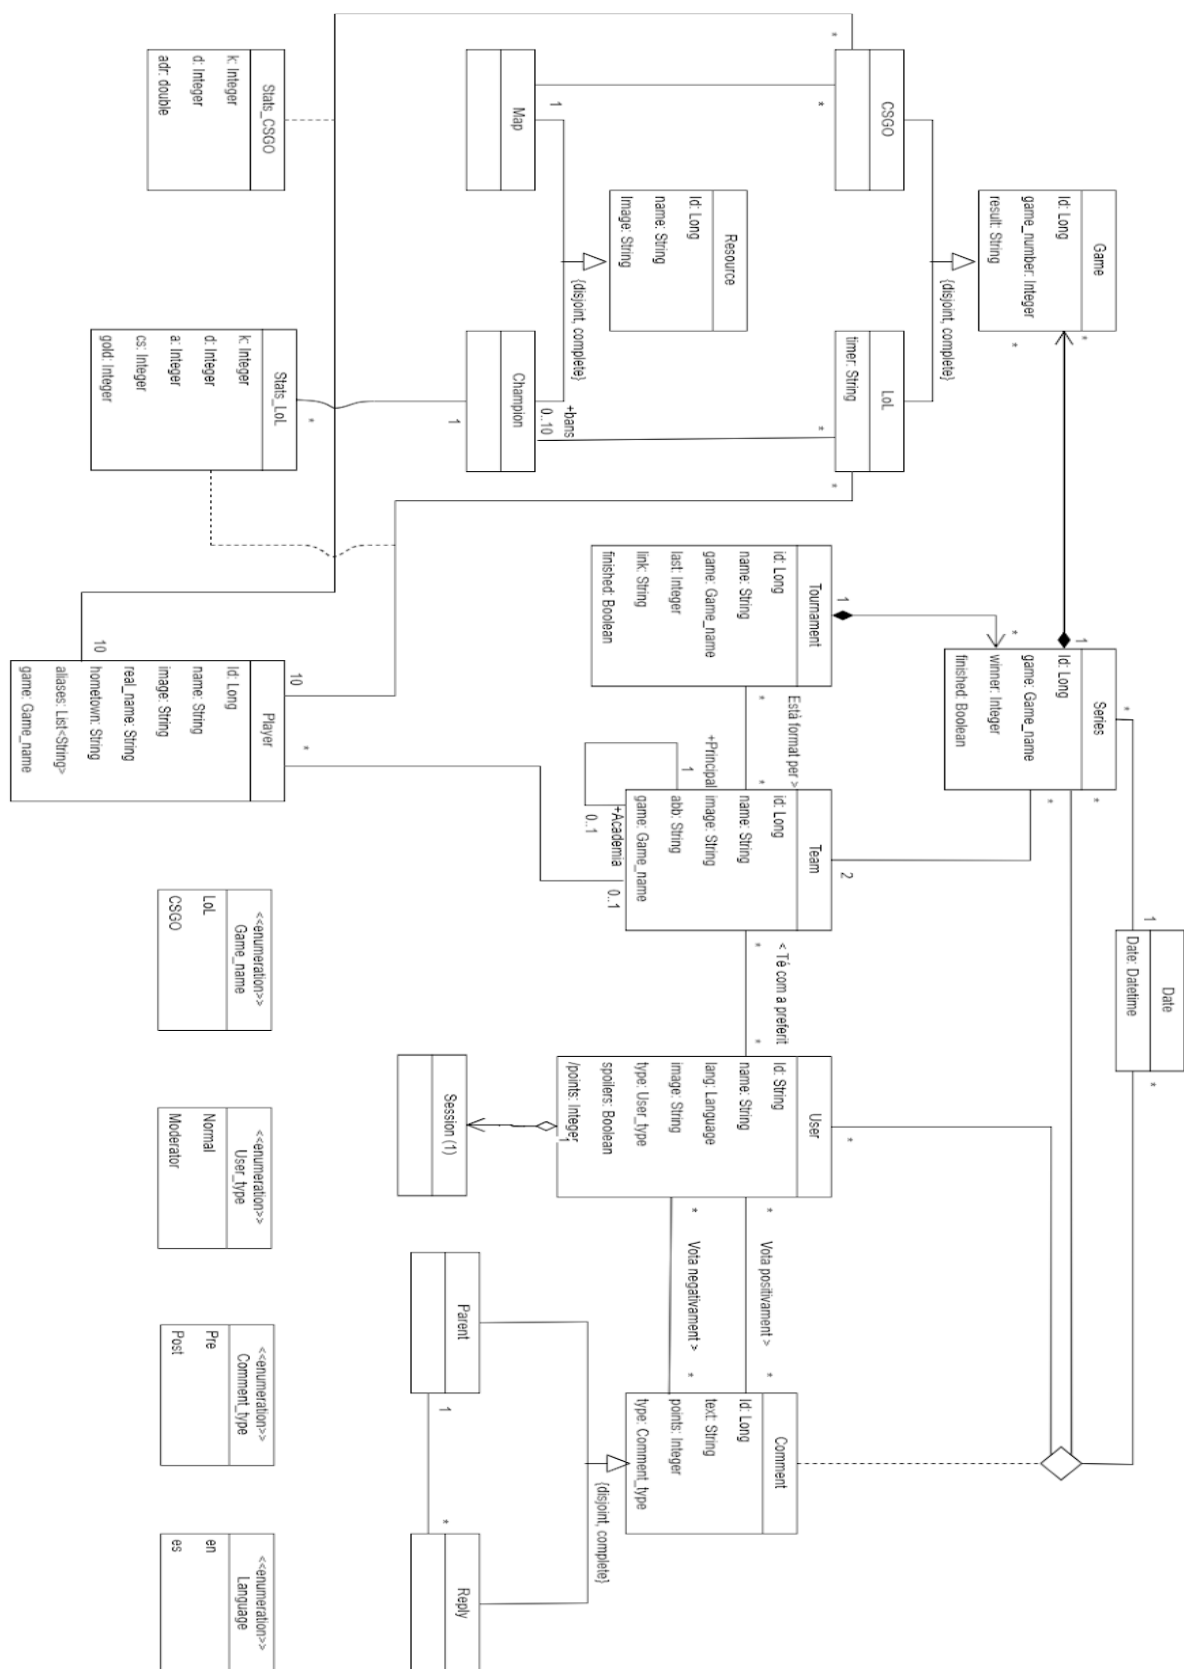 Game
Id: Long
game_number: Integer
result: String
*
*
{disjoint, complete}
1
Series
Id: Long
game: Game_name
winner: Integer
finished: Boolean
*
*
*
*
1
Date
Date: Datetime
*
CSGO
*
*
LoL
timer: String
*
*
Tournament
id: Long
name: String
game: Game_name
last: Integer
link: String
finished: Boolean
1
*
Està format per >
*
Team
id: Long
name: String
image: String
abb: String
game: Game_name
2
+Principal
1
+Academia
0..1
0..1
*
< Té com a preferit
*
User
Id: String
name: String
lang: Language
image: String
type: User_type
spoilers: Boolean
/points: Integer
*
1
*
Vota positivament >
*
*
Vota negativament >
*
Comment
Id: Long
text: String
points: Integer
type: Comment_type
{disjoint, complete}
Resource
Id: Long
name: String
Image: String
{disjoint, complete}
Map
1
Champion
+bans
0..10
1
Session (1)
Parent
1
*
Reply
Stats_CSGO
k: Integer
d: Integer
adr: double
Stats_LoL
k: Integer
d: Integer
a: Integer
cs: Integer
gold: Integer
*
Player
Id: Long
name: String
image: String
real_name: String
hometown: String
aliases: List<String>
game: Game_name
10
10
*
<<enumeration>>
Game_name
LoL
CSGO
<<enumeration>>
User_type
Normal
Moderator
<<enumeration>>
Comment_type
Pre
Post
<<enumeration>>
Language
en
es